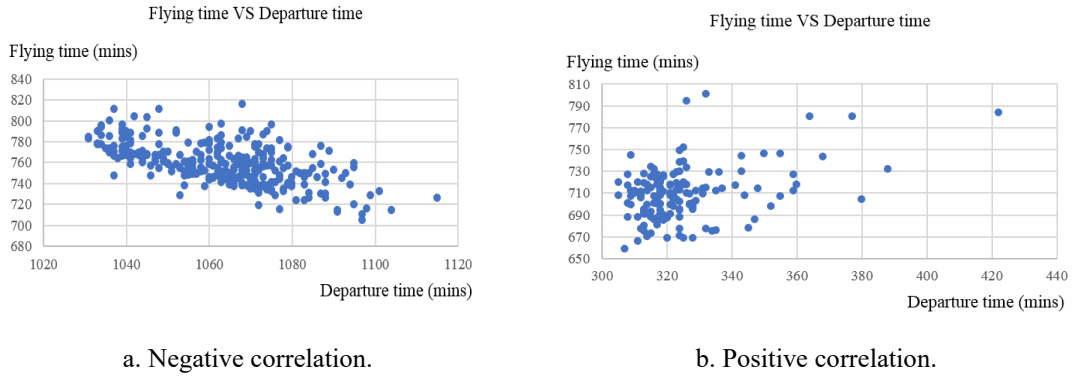 Flying time VS Departure time
Flying time (mins)
840
820
800
780
760
740
720
700
680
1020 1040 1060 1080 1100 1120
Departure time (mins)
a. Negative correlation.
Flying time VS Departure time
Flying time (mins)
810
790
770
750
730
710
690
670
650
300 320 340 360 380 400 420 440
Departure time (mins)
b. Positive correlation.